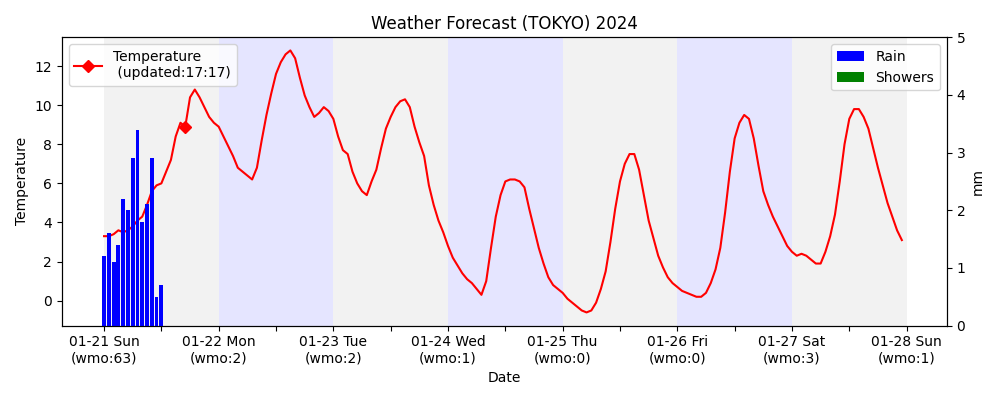 Weather Forecast (TOKYO) 2024
Temperature
(updated:17:17)
Rain
Showers
Temperature
12
10
8
6
4
2
0
5
4
3
2
1
0
mm
01-21 Sun
(wmo:63)
01-22 Mon
(wmo:2)
01-23 Tue
(wmo:2)
01-24 Wed
(wmo:1)
01-25 Thu
(wmo:0)
01-26 Fri
(wmo:0)
01-27 Sat
(wmo:3)
01-28 Sun
(wmo:1)
Date